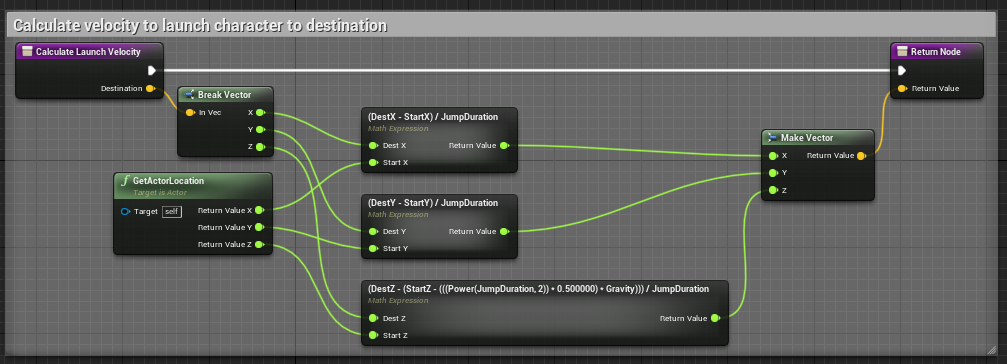 Calculate velocity to launch character to destination
Calculate Launch Velocity
Destination
Break Vector
In Vec
X
Y
Z
GetActorLocation
Target is Actor
Target self
Return Value X
Return Value Y
Return Value Z
(DestX - StartX) / JumpDuration
Math Expression
Dest X
Return Value
Start X
(DestY - StartY) / JumpDuration
Math Expression
Dest Y
Return Value
Start Y
(DestZ - (StartZ - (((Power(JumpDuration, 2)) * 0.500000) * Gravity))) / JumpDuration
Math Expression
Dest Z
Return Value
Start Z
Make Vector
X
Return Value
Y
Z
Return Node
Return Value